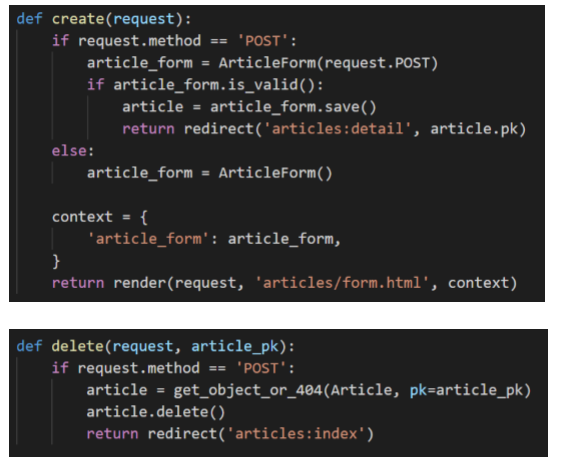 def create(request):
    if request.method == 'POST':
        article_form = ArticleForm(request.POST)
        if article_form.is_valid():
            article = article_form.save()
            return redirect('articles:detail', article.pk)
    else:
        article_form = ArticleForm()

    context = {
        'article_form': article_form,
    }
    return render(request, 'articles/form.html', context)

def delete(request, article_pk):
    if request.method == 'POST':
        article = get_object_or_404(Article, pk=article_pk)
        article.delete()
        return redirect('articles:index')